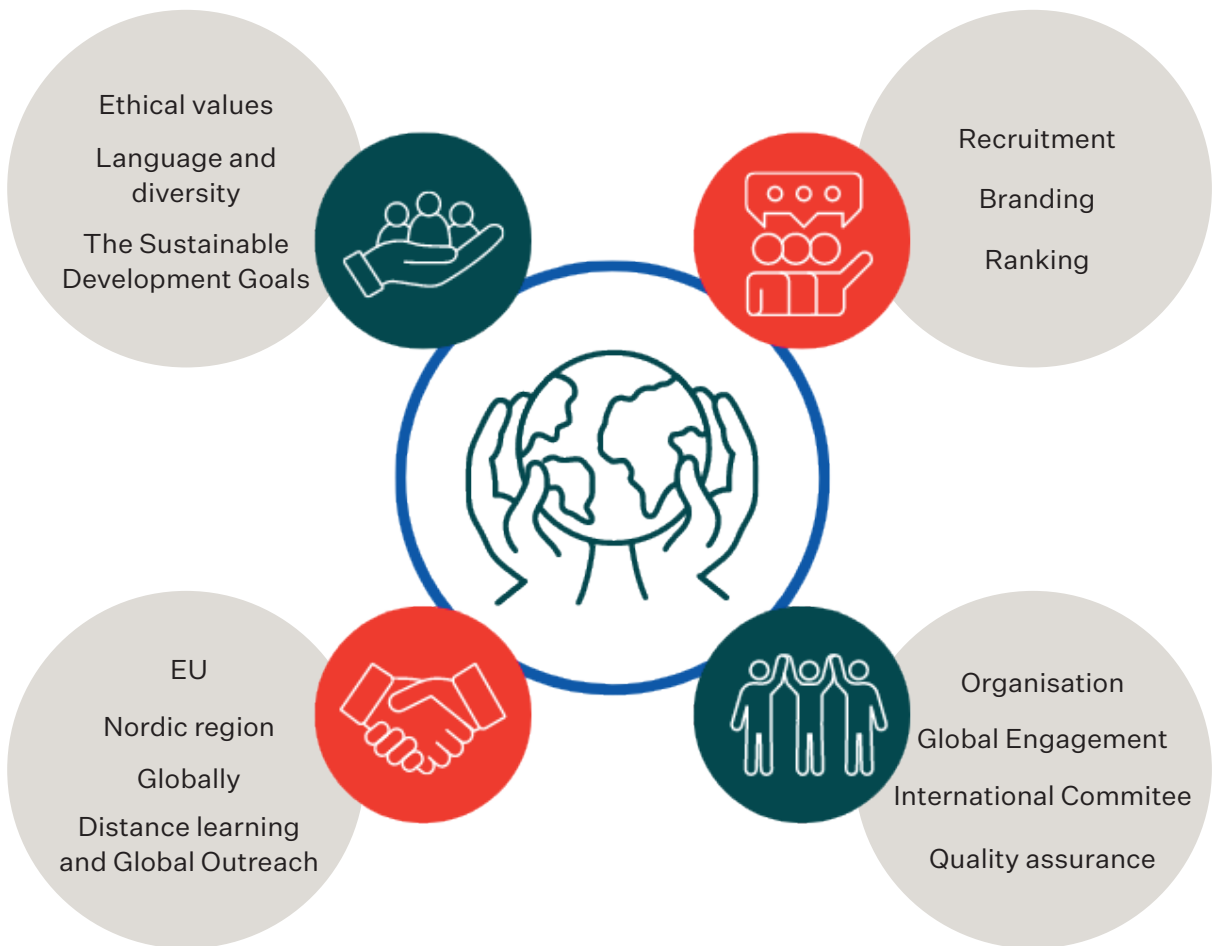 Ethical values
Language and
diversity
The Sustainable
Development Goals
Recruitment
Branding
Ranking
EU
Nordic region
Globally
Distance learning
and Global Outreach
Organisation
Global Engagement
International Commitee
Quality assurance